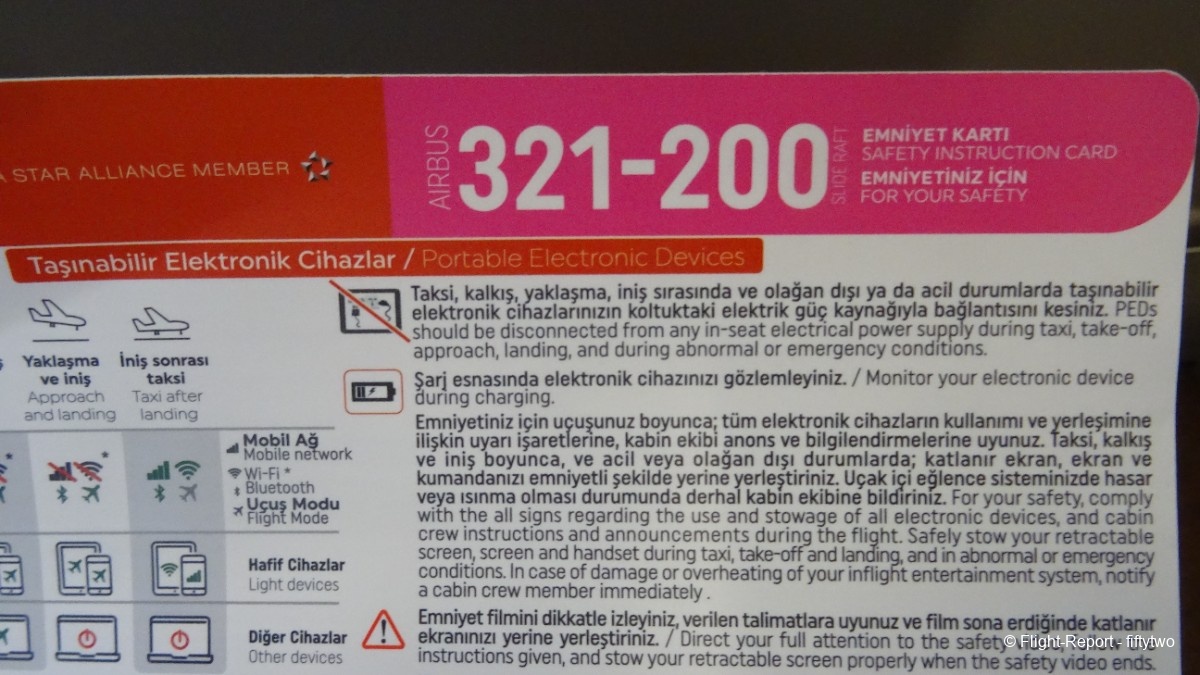 A STAR ALLIANCE MEMBER
AIRBUS
321-200
SLIDE RAFT
EMNİYET KARTI
SAFETY INSTRUCTION CARD
EMNİYETINİZ İÇİN
FOR YOUR SAFETY
Taşınabilir Elektronik Cihazlar / Portable Electronic Devices
Yaklaşma
ve iniş
Approach
and landing
İniş sonrası
taksi
Taxi after
landing
Mobil Ağ
Mobile network
Wi-Fi *
Bluetooth
Uçuş Modu
Flight Mode
Hafif Cihazlar
Light devices
Diğer Cihazlar
Other devices
Taksi, kalkış, yaklaşma, iniş sırasında ve olağan dışı ya da acil durumlarda taşınabilir
elektronik cihazlarınızın koltuktaki elektrik güç kaynağıyla bağlantısını kesiniz. PEDs
should be disconnected from any in-seat electrical power supply during taxi, take-off,
approach, landing, and during abnormal or emergency conditions.
Şarj esnasında elektronik cihazınızı gözlemleyiniz. / Monitor your electronic device
during charging.
Emniyetiniz için uçuşunuz boyunca; tüm elektronik cihazların kullanımı ve yerleşimine
ilişkin uyarı işaretlerine, kabin ekibi anons ve bilgilendirmelerine uyunuz. Taksi, kalkış
ve iniş boyunca, ve acil veya olağan dışı durumlarda; katlanır ekran, ekran ve
kumandanızı emniyetli şekilde yerine yerleştiriniz. Uçak içi eğlence sisteminizde hasar
veya ısınma olması durumunda derhal kabin ekibine bildiriniz. For your safety, comply
with the all signs regarding the use and stowage of all electronic devices, and cabin
crew instructions and announcements during the flight. Safely stow your retractable
screen, screen and handset during taxi, take-off and landing, and in abnormal or emergency
conditions. In case of damage or overheating of your inflight entertainment system, notify
a cabin crew member immediately .
Emniyet filmini dikkatle izleyiniz, verilen talimatlara uyunuz ve film sona erdiğinde katlanır
ekranınızı yerine yerleştiriniz. / Direct your full attention to the safety
instructions given, and stow your retractable screen properly when the safety video ends.
© Flight-Report - fiftytwo